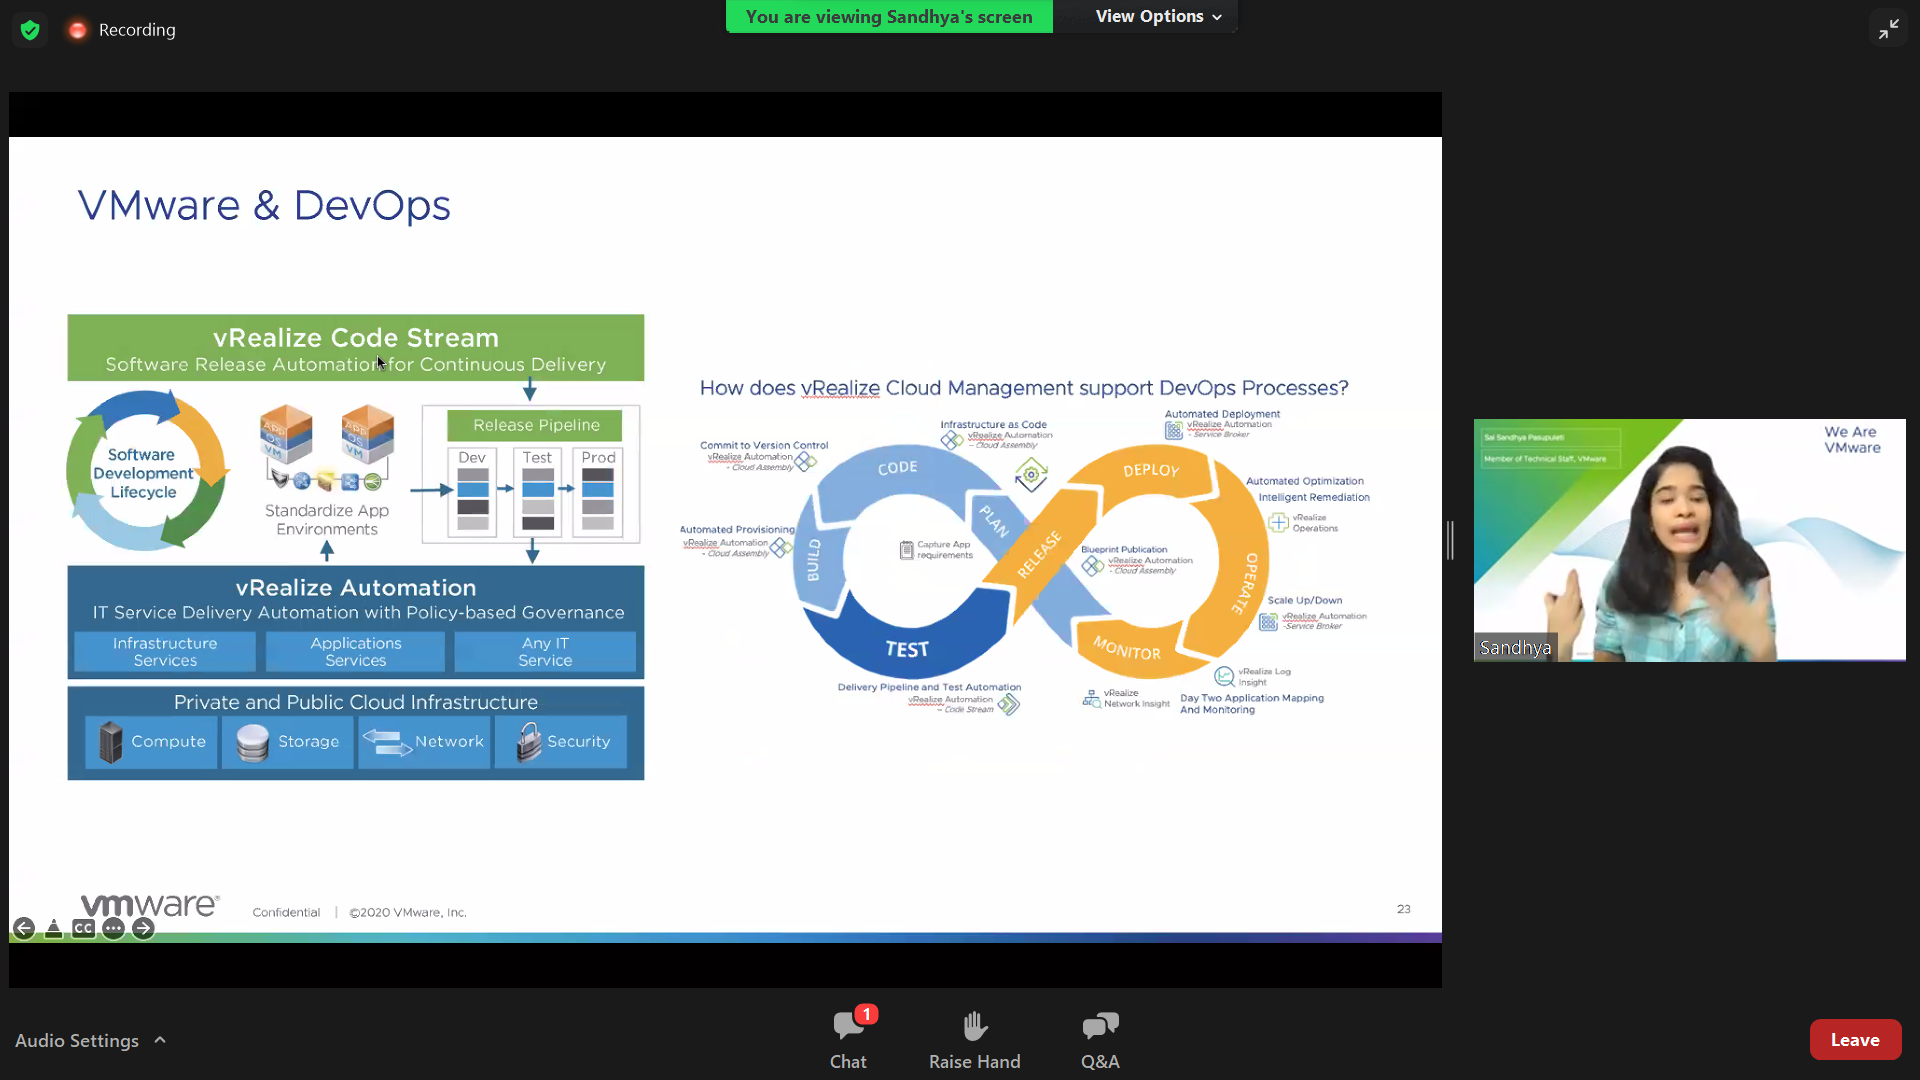 Recording
You are viewing Sandhya's screen
View Options
VMware & DevOps
vRealize Code Stream
Software Release Automation for Continuous Delivery
Software
Development
Lifecycle
APP
OS
VM
APP
OS
VM
Standardize App
Environments
Release Pipeline
Dev
Test
Prod
vRealize Automation
IT Service Delivery Automation with Policy-based Governance
Infrastructure
Services
Applications
Services
Any IT
Service
Private and Public Cloud Infrastructure
Compute
Storage
Network
Security
How does vRealize Cloud Management support DevOps Processes?
Commit to Version Control
vRealize Automation
- Cloud Assembly
Infrastructure as Code
vRealize Automation
- Cloud Assembly
Automated Deployment
vRealize Automation
- Service Broker
Automated Optimization
Intelligent Remediation
vRealize
Operations
Automated Provisioning
vRealize Automation
- Cloud Assembly
CODE
PLAN
BUILD
TEST
RELEASE
DEPLOY
OPERATE
MONITOR
Capture App
requirements
Blueprint Publication
vRealize Automation
- Cloud Assembly
Scale Up/Down
vRealize Automation
-Service Broker
Delivery Pipeline and Test Automation
vRealize Automation
- Code Stream
vRealize
Network Insight
vRealize Log
Insight
Day Two Application Mapping
And Monitoring
vmware®
Confidential | ©2020 VMware, Inc.
23
CC
Sai Sandhya Pasupuleti
Member of Technical Staff, VMware
We Are
VMware
Sandhya
Audio Settings
1
Chat
Raise Hand
Q&A
Leave